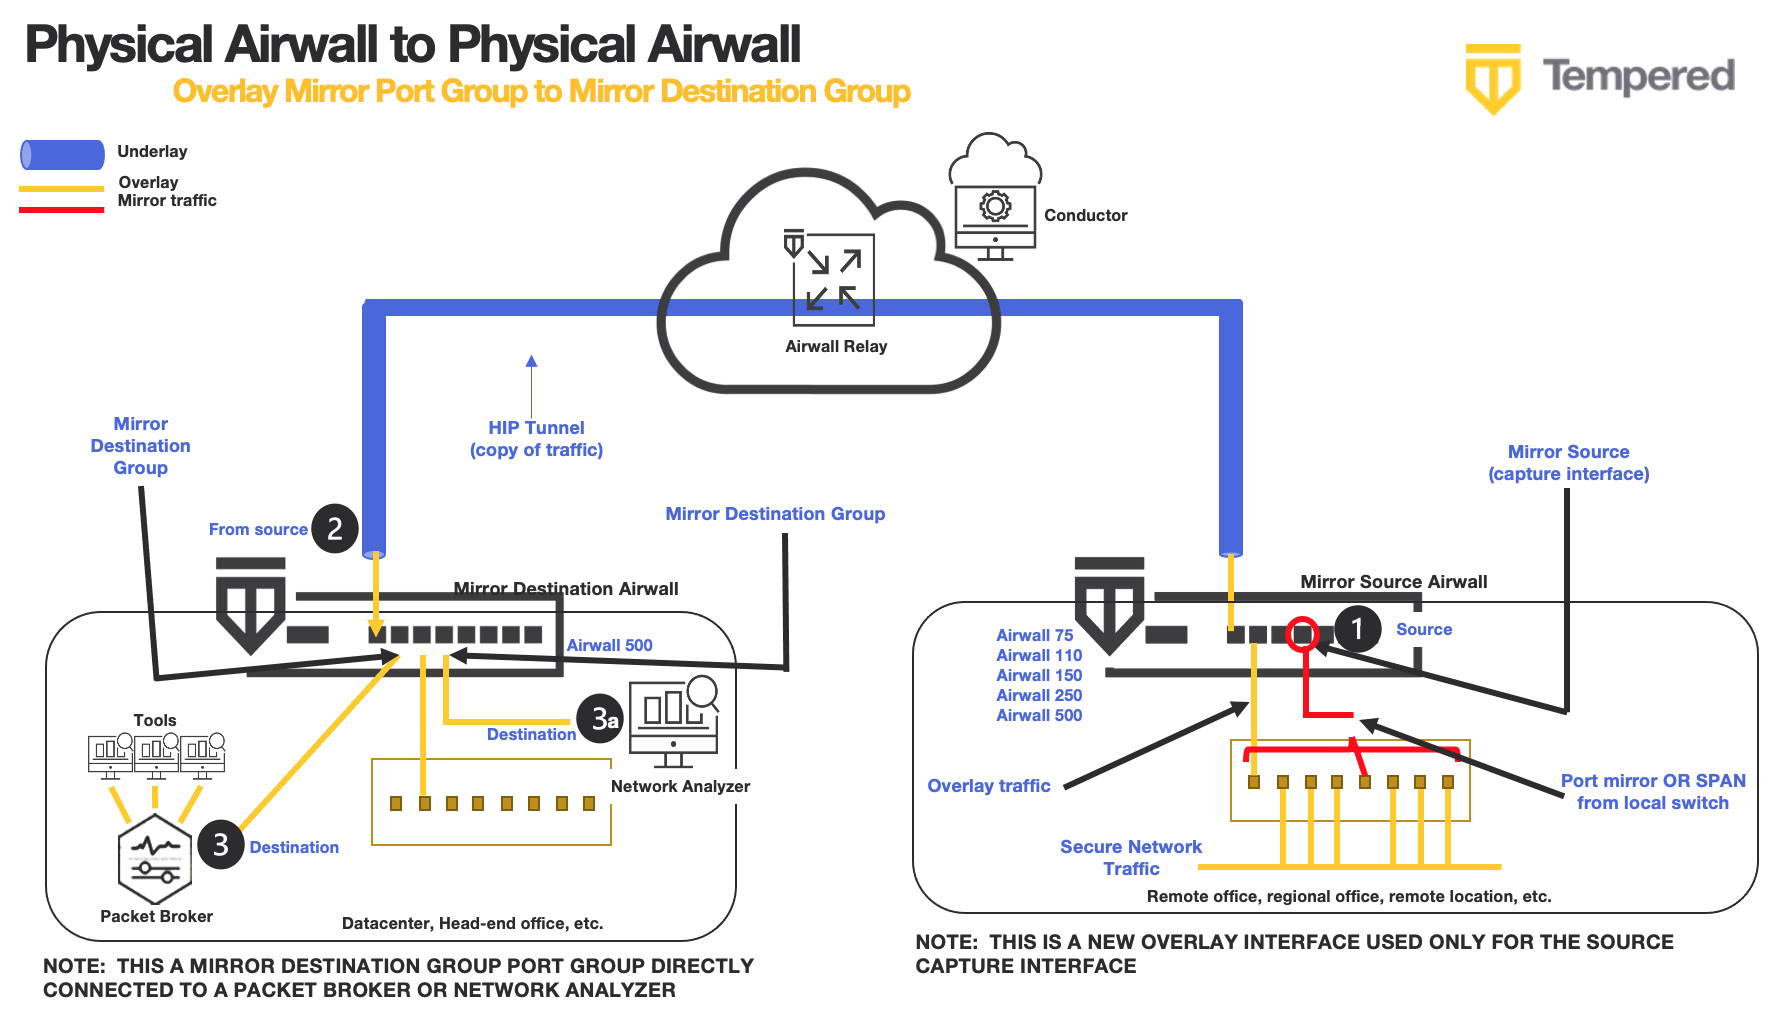 Physical Airwall to Physical Airwall
Overlay Mirror Port Group to Mirror Destination Group
Tempered
Underlay
Overlay
Mirror traffic
Conductor
Airwall Relay
HIP Tunnel
(copy of traffic)
Mirror
Destination
Group
From source
2
Mirror Destination Group
Mirror Source
(capture interface)
Mirror Destination Airwall
Airwall 500
Mirror Source Airwall
1
Source
Airwall 75
Airwall 110
Airwall 150
Airwall 250
Airwall 500
Tools
3a
Destination
Network Analyzer
3
Destination
Packet Broker
Datacenter, Head-end office, etc.
Overlay traffic
Port mirror OR SPAN
from local switch
Secure Network
Traffic
Remote office, regional office, remote location, etc.
NOTE:  THIS A MIRROR DESTINATION GROUP PORT GROUP DIRECTLY
CONNECTED TO A PACKET BROKER OR NETWORK ANALYZER
NOTE:  THIS IS A NEW OVERLAY INTERFACE USED ONLY FOR THE SOURCE
CAPTURE INTERFACE